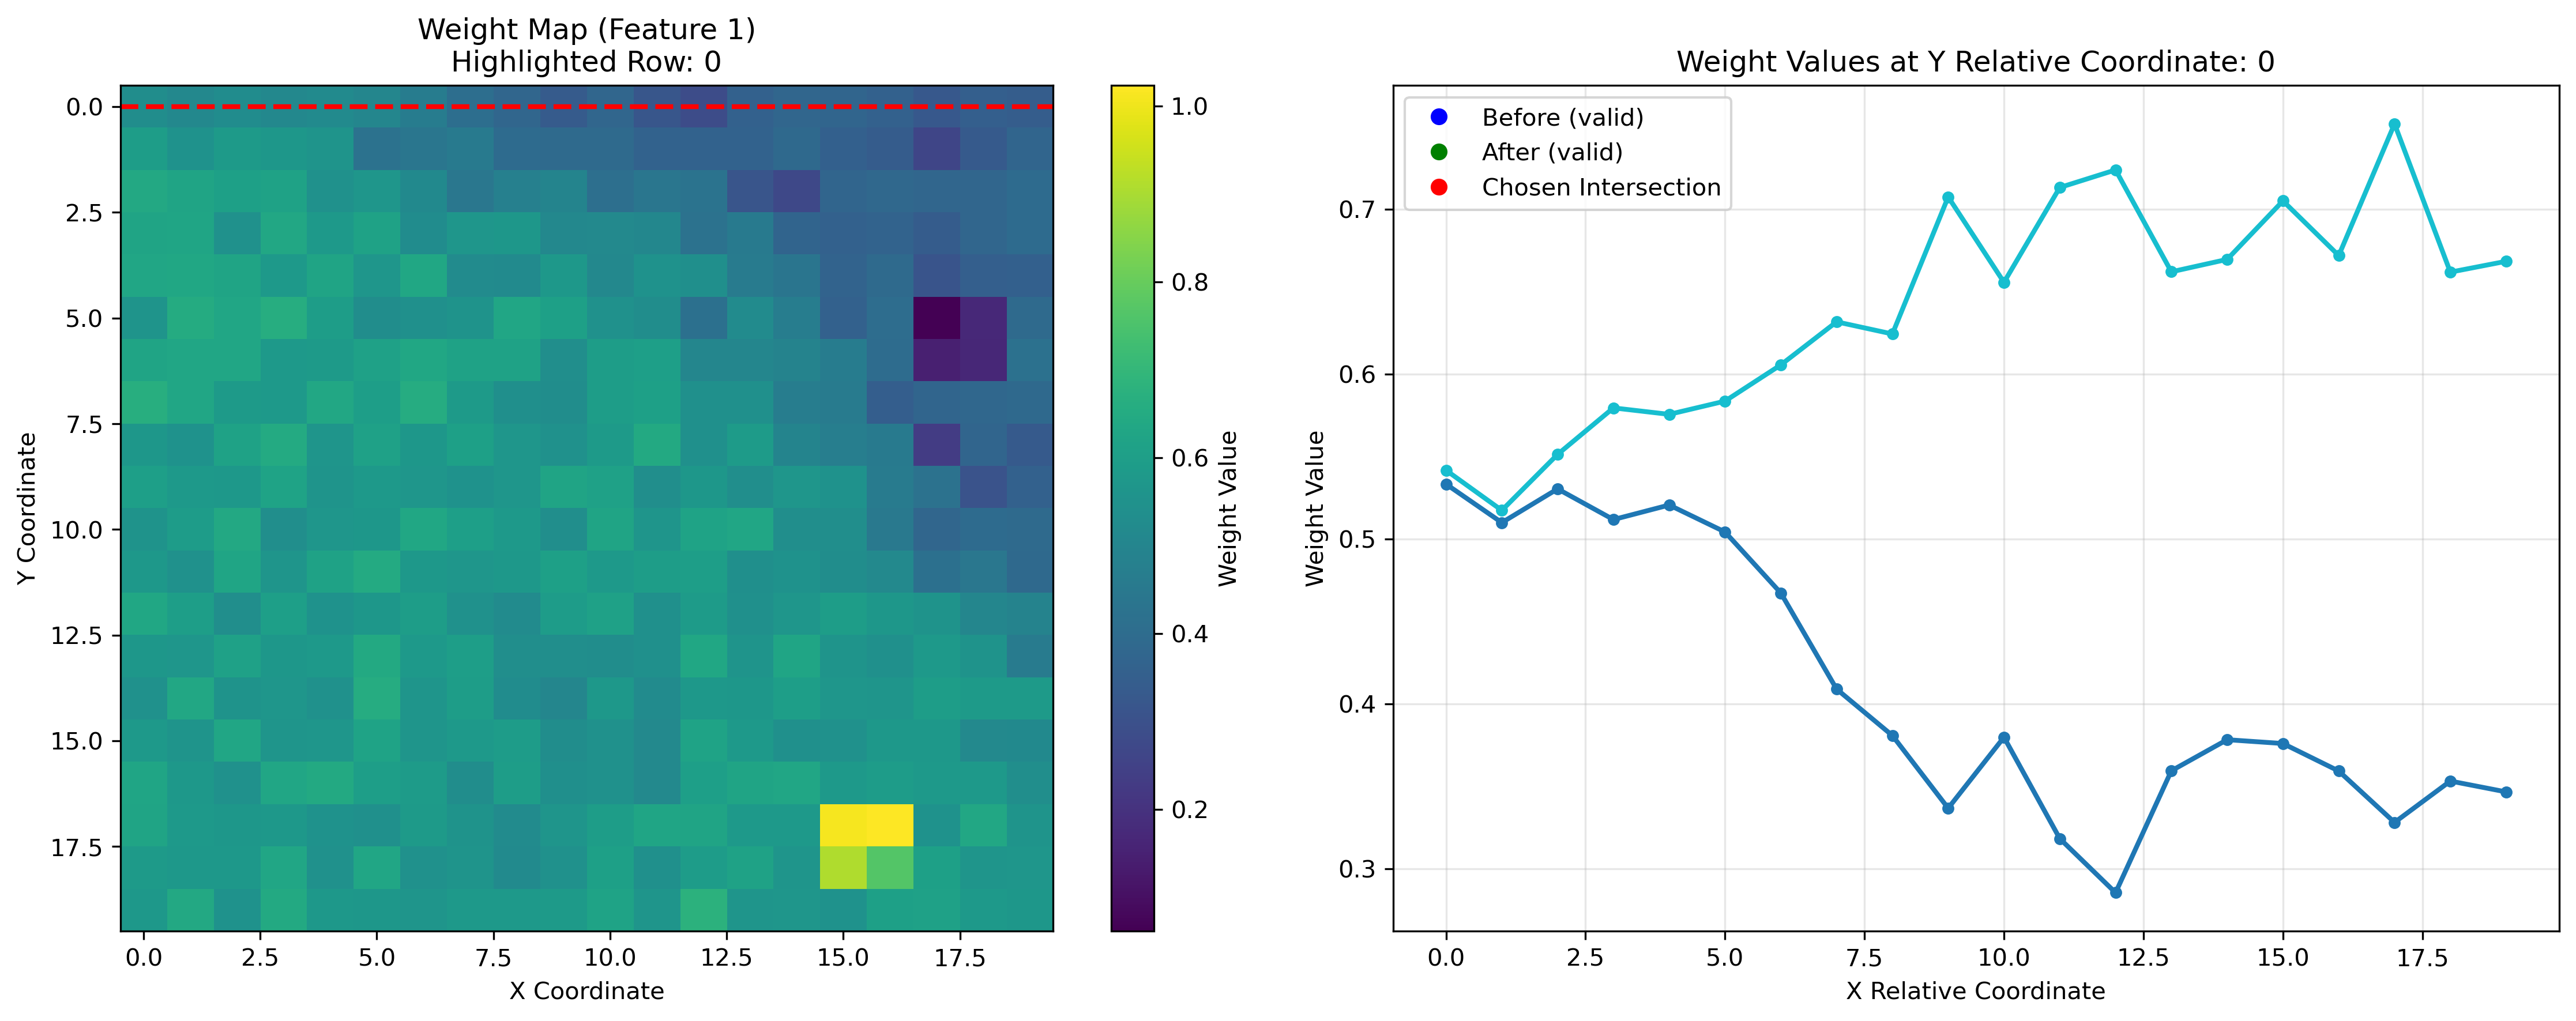 Weight Map (Feature 1)
Highlighted Row: 0
0.0
2.5
5.0
7.5
10.0
12.5
15.0
17.5
Y Coordinate
0.0 2.5 5.0 7.5 10.0 12.5 15.0 17.5
X Coordinate
1.0
0.8
0.6
0.4
0.2
Weight Value
Weight Values at Y Relative Coordinate: 0
Before (valid)
After (valid)
Chosen Intersection
0.7
0.6
0.5
0.4
0.3
Weight Value
0.0 2.5 5.0 7.5 10.0 12.5 15.0 17.5
X Relative Coordinate